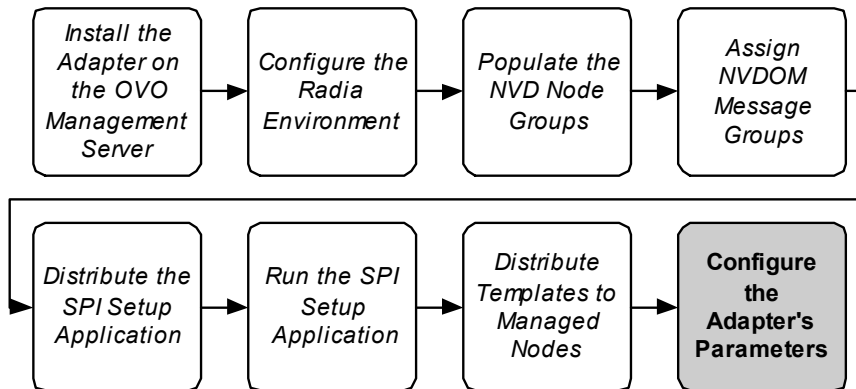 Install the
Adapter on
the OVO
Management
Server
Configure the
Radia
Environment
Populate the
NVD Node
Groups
Assign
NVDOM
Message
Groups
Distribute the
SPI Setup
Application
Run the SPI
Setup
Application
Distribute
Templates to
Managed
Nodes
Configure
the
Adapter's
Parameters